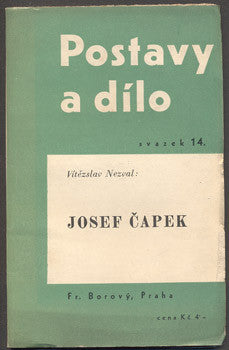 Postavy
a dílo
svazek 14.
Vítězslav Nezval:
JOSEF ČAPEK
Fr. Borový, Praha
cena Kč 4·–